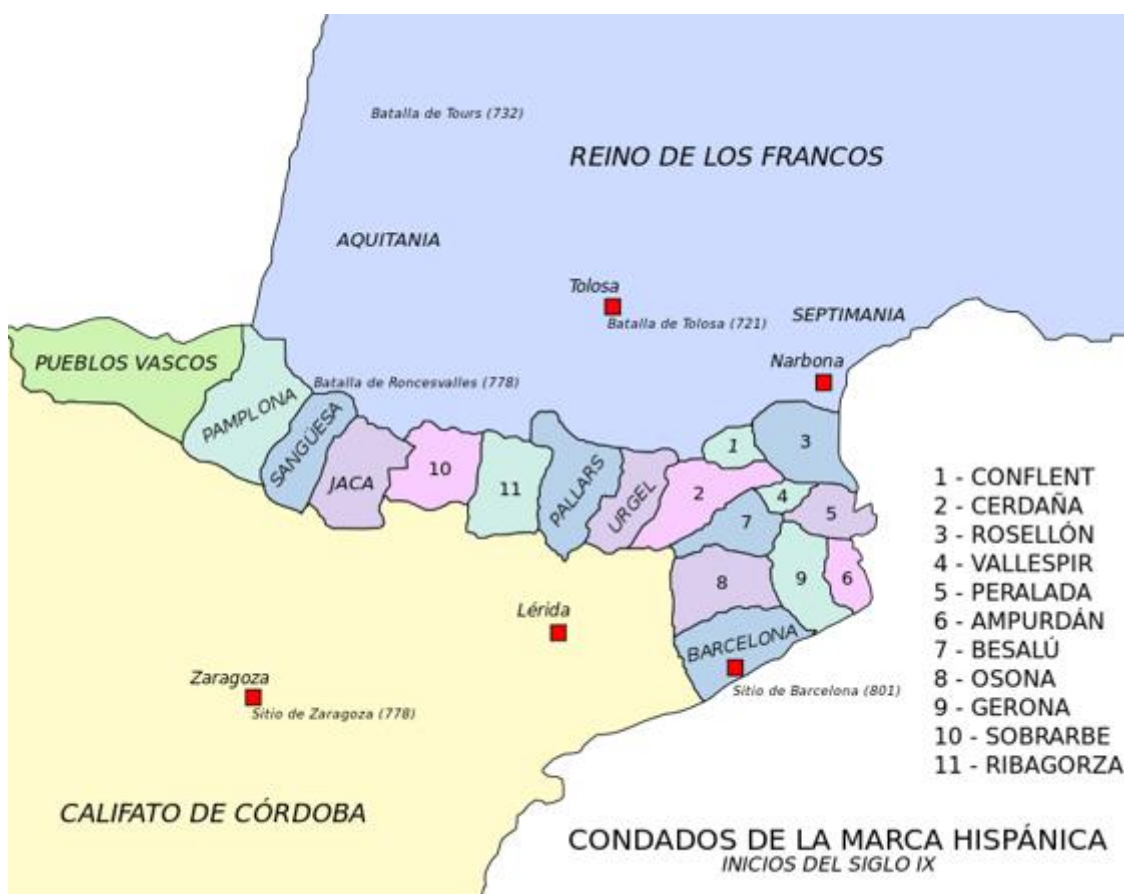 Batalla de Tours (732)
REINO DE LOS FRANCOS
AQUITANIA
Tolosa
Batalla de Tolosa (721)
SEPTIMANIA
Narbona
PUEBLOS VASCOS
Batalla de Roncesvalles (778)
PAMPLONA
SANGÜESA
JACA
10
11
PALLARS
URGEL
1
2
3
4
5
6
7
8
9
BARCELONA
Sitio de Barcelona (801)
Lérida
Zaragoza
Sitio de Zaragoza (778)
CALIFATO DE CÓRDOBA
1 - CONFLENT
2 - CERDAÑA
3 - ROSELLÓN
4 - VALLESPIR
5 - PERALADA
6 - AMPURDÁN
7 - BESALÚ
8 - OSONA
9 - GERONA
10 - SOBRARBE
11 - RIBAGORZA
CONDADOS DE LA MARCA HISPÁNICA
INICIOS DEL SIGLO IX